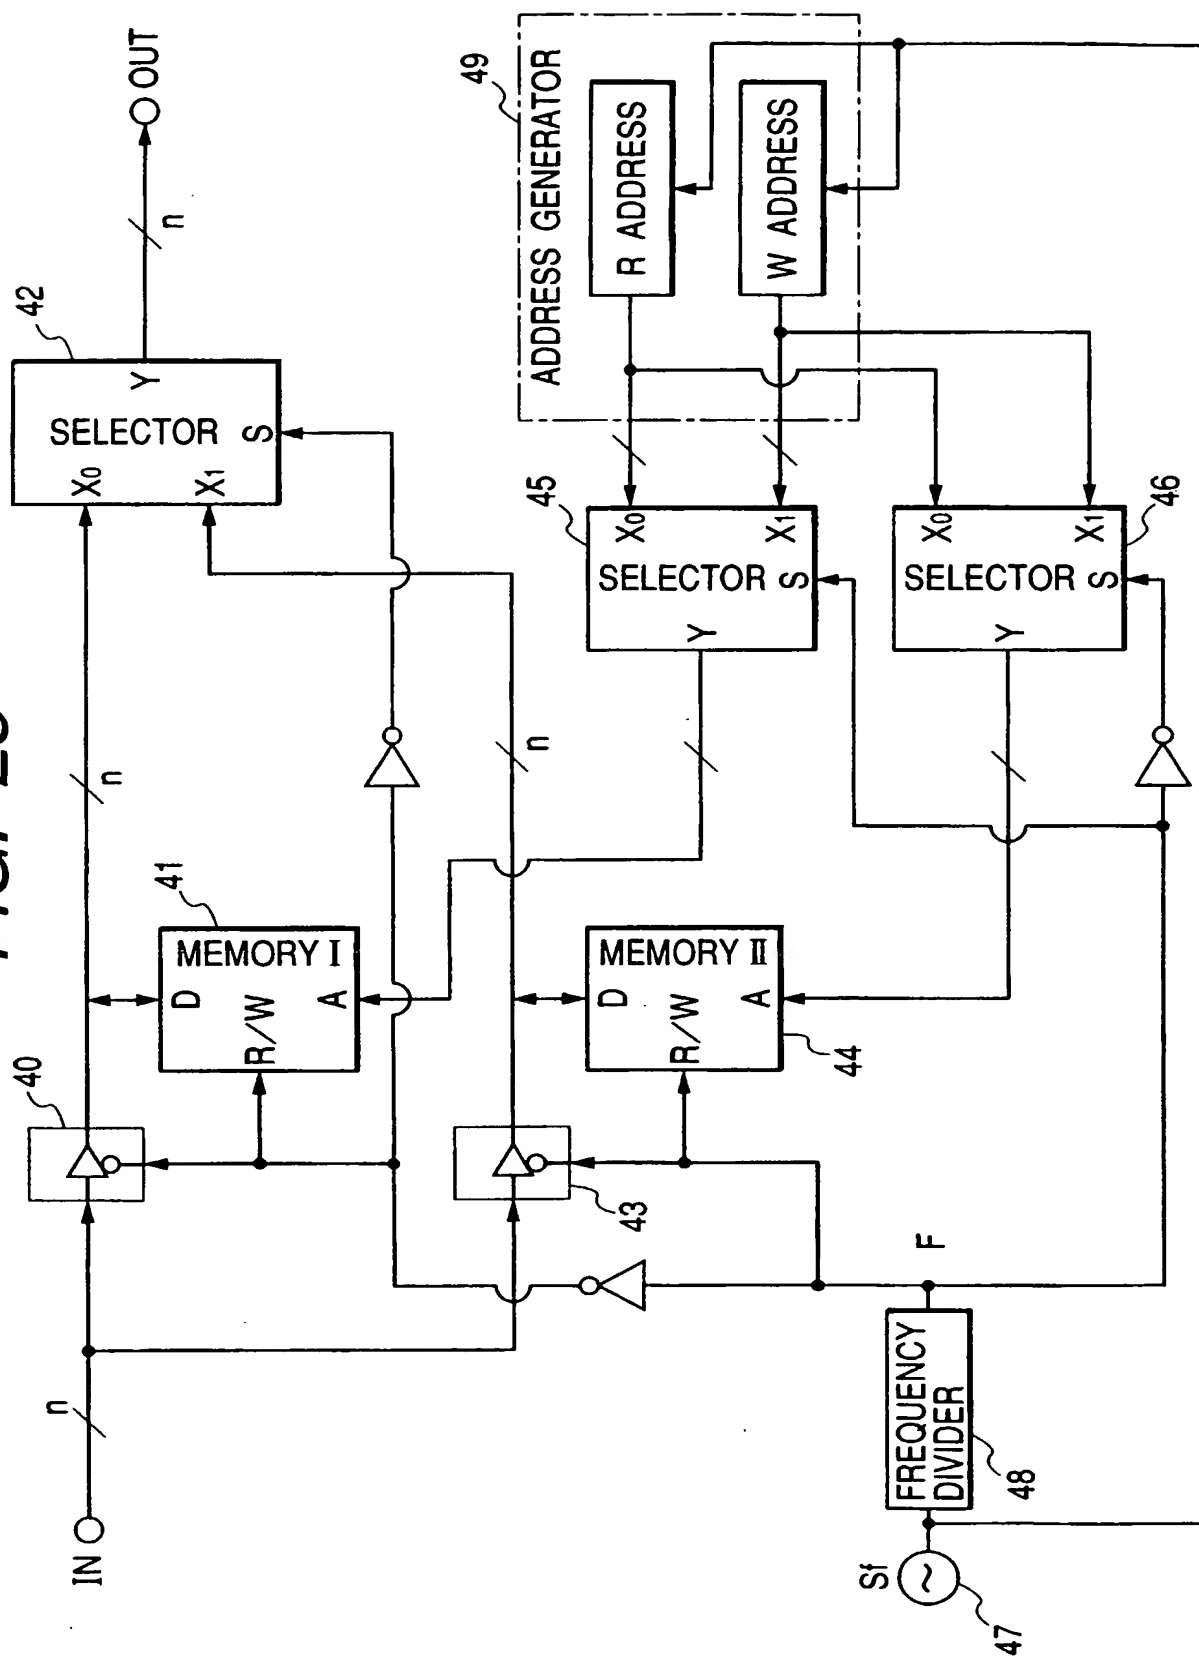 IN
n
40
n
42
SELECTOR
X0
X1
Y
S
n
OUT
41
MEMORY I
D
R/W
A
n
43
MEMORY II
D
R/W
A
44
45
SELECTOR
X0
X1
Y
S
46
SELECTOR
X0
X1
Y
S
49
ADDRESS GENERATOR
R ADDRESS
W ADDRESS
Sf
47
FREQUENCY
DIVIDER
48
F